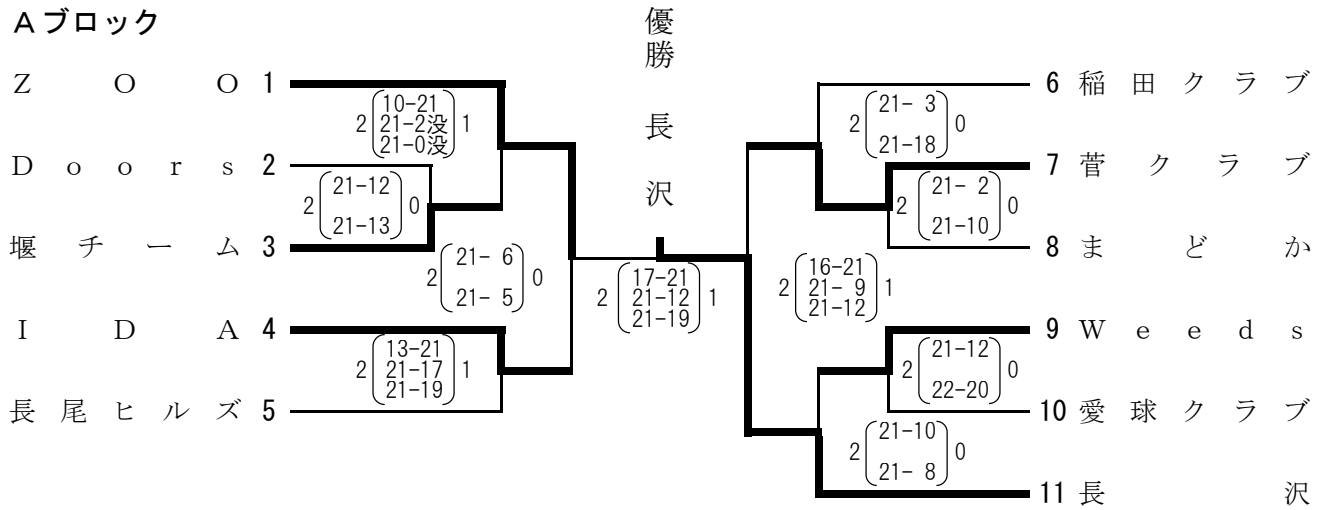 Aブロック
優勝 長沢
ZOO 1
10-21
2 21-2没 1
21-0没
Doors 2
21-12
2 0
21-13
堰チーム 3
21- 6
2 0
21- 5
IDA 4
13-21
2 21-17 1
21-19
長尾ヒルズ 5
17-21
2 21-12 1
21-19
6 稲田クラブ
21- 3
2 0
21-18
7 菅クラブ
21- 2
2 0
21-10
8 まどか
16-21
2 21- 9 1
21-12
9 Weeds
21-12
2 0
22-20
10 愛球クラブ
21-10
2 0
21- 8
11 長沢